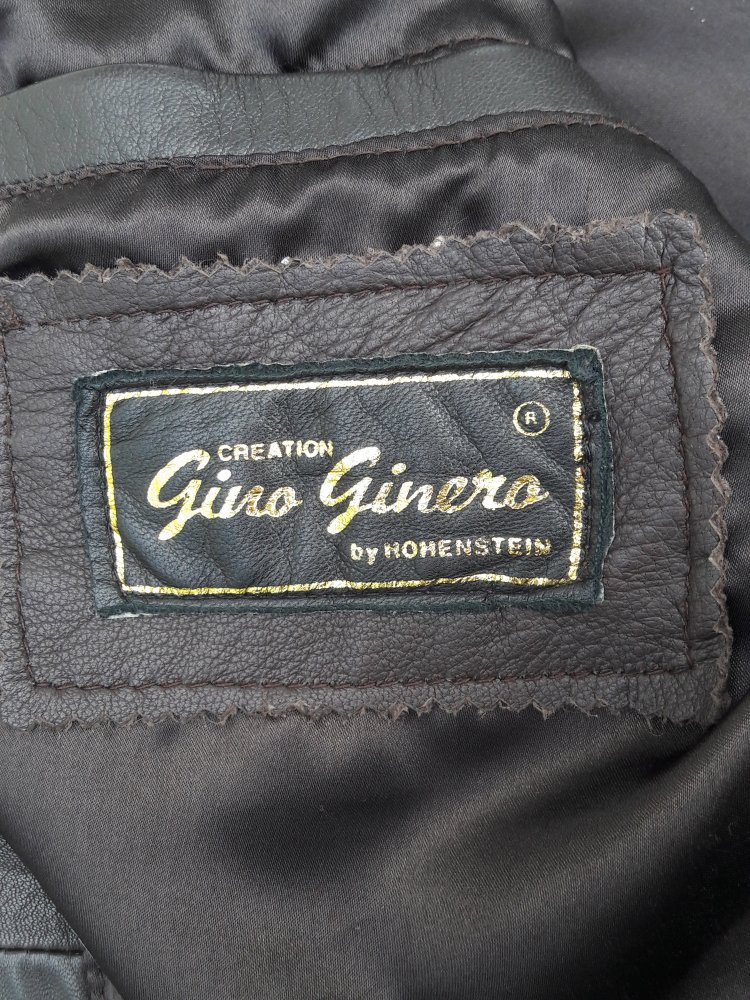 ®
CREATION
Gino Ginero
by HOHENSTEIN